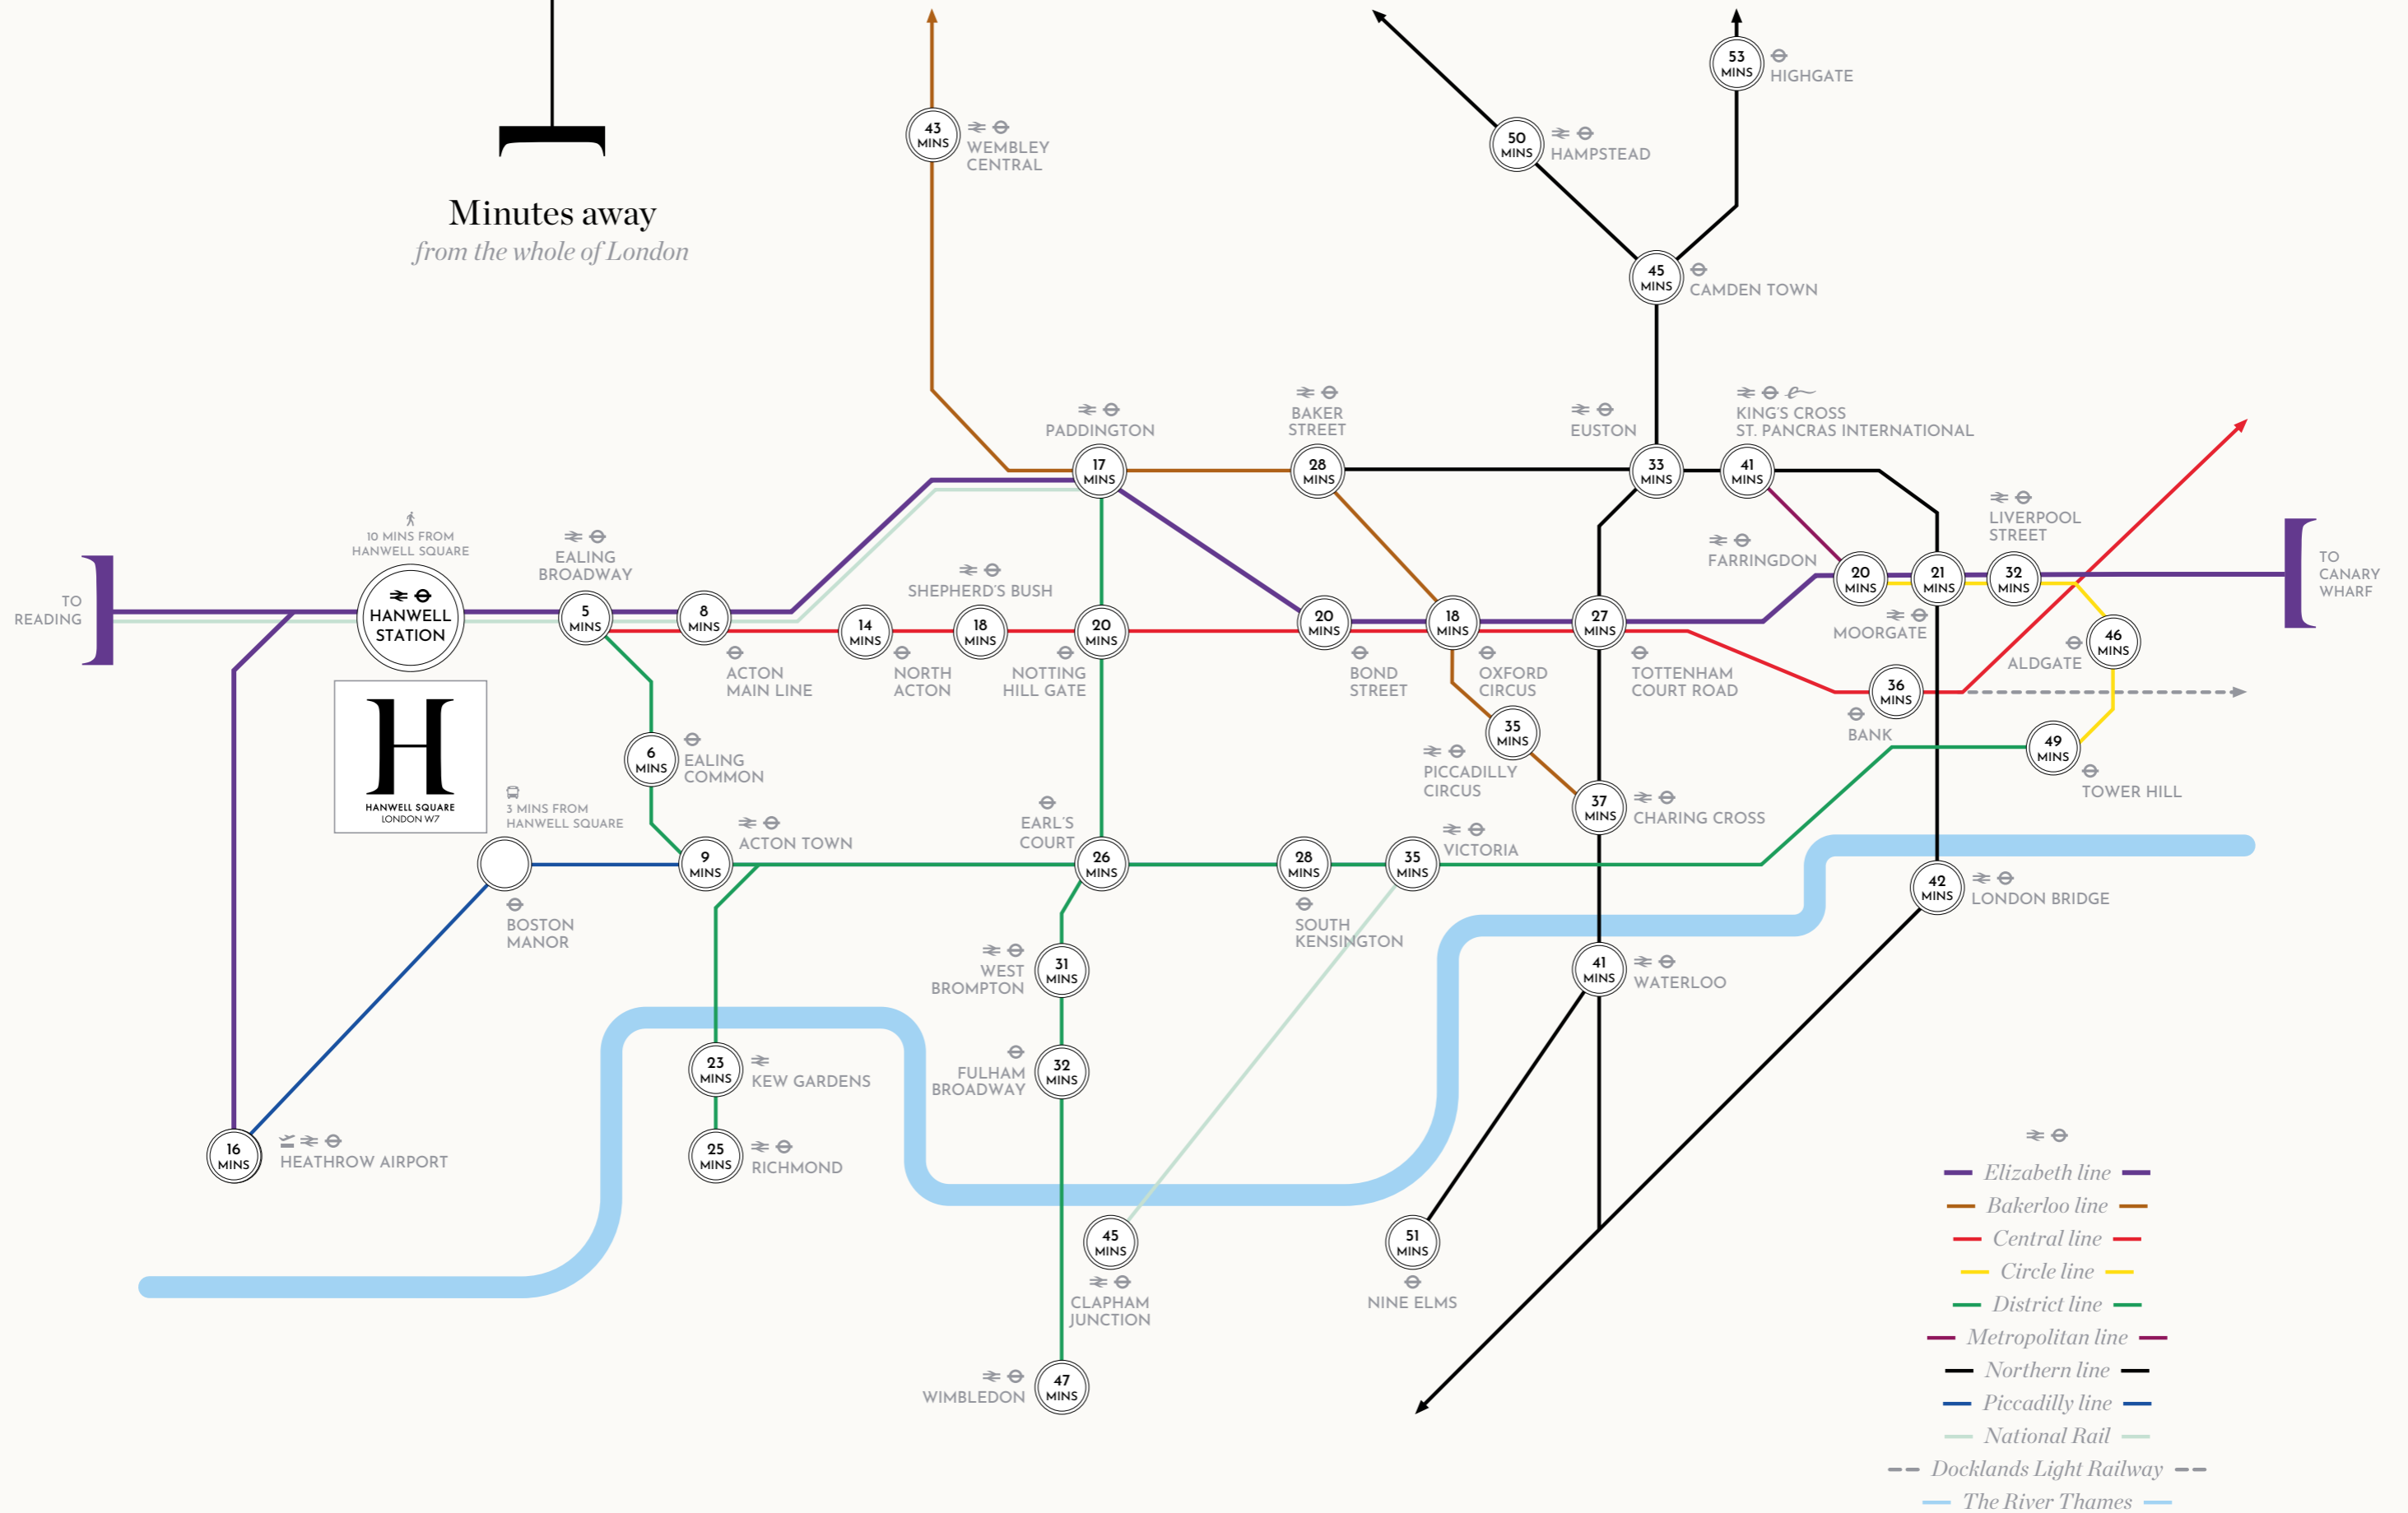 Minutes away
from the whole of London
53
MINS
HIGHGATE
43
MINS
WEMBLEY
CENTRAL
50
MINS
HAMPSTEAD
45
MINS
CAMDEN TOWN
PADDINGTON
17
MINS
BAKER
STREET
28
MINS
EUSTON
33
MINS
KING'S CROSS
ST. PANCRAS INTERNATIONAL
41
MINS
TO
READING
10 MINS FROM
HANWELL SQUARE
HANWELL
STATION
H
HANWELL SQUARE
LONDON W7
EALING
BROADWAY
5
MINS
8
MINS
ACTON
MAIN LINE
14
MINS
NORTH
ACTON
SHEPHERD'S BUSH
18
MINS
20
MINS
NOTTING
HILL GATE
20
MINS
BOND
STREET
18
MINS
OXFORD
CIRCUS
27
MINS
TOTTENHAM
COURT ROAD
FARRINGDON
20
MINS
21
MINS
MOORGATE
LIVERPOOL
STREET
32
MINS
TO
CANARY
WHARF
46
MINS
ALDGATE
36
MINS
BANK
35
MINS
PICCADILLY
CIRCUS
6
MINS
EALING
COMMON
49
MINS
TOWER HILL
37
MINS
CHARING CROSS
3 MINS FROM
HANWELL SQUARE
BOSTON
MANOR
9
MINS
ACTON TOWN
EARL'S
COURT
26
MINS
28
MINS
SOUTH
KENSINGTON
35
MINS
VICTORIA
42
MINS
LONDON BRIDGE
31
MINS
WEST
BROMPTON
41
MINS
WATERLOO
23
MINS
KEW GARDENS
32
MINS
FULHAM
BROADWAY
16
MINS
HEATHROW AIRPORT
25
MINS
RICHMOND
45
MINS
CLAPHAM
JUNCTION
51
MINS
NINE ELMS
47
MINS
WIMBLEDON
Elizabeth line
Bakerloo line
Central line
Circle line
District line
Metropolitan line
Northern line
Piccadilly line
National Rail
Docklands Light Railway
The River Thames